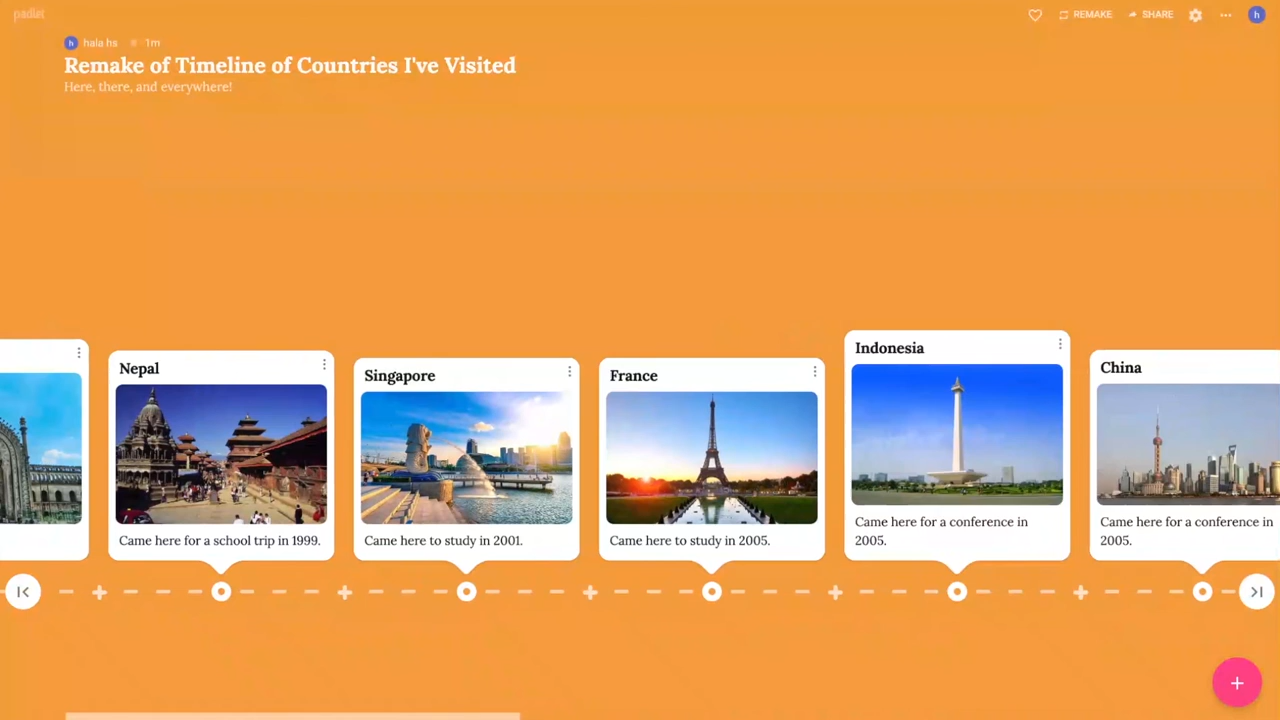 padlet
REMAKE
SHARE
h
h
hala hs
1m
Remake of Timeline of Countries I've Visited
Here, there, and everywhere!
Nepal
Came here for a school trip in 1999.
Singapore
Came here to study in 2001.
France
Came here to study in 2005.
Indonesia
Came here for a conference in
2005.
China
Came here for a conference in
2005.